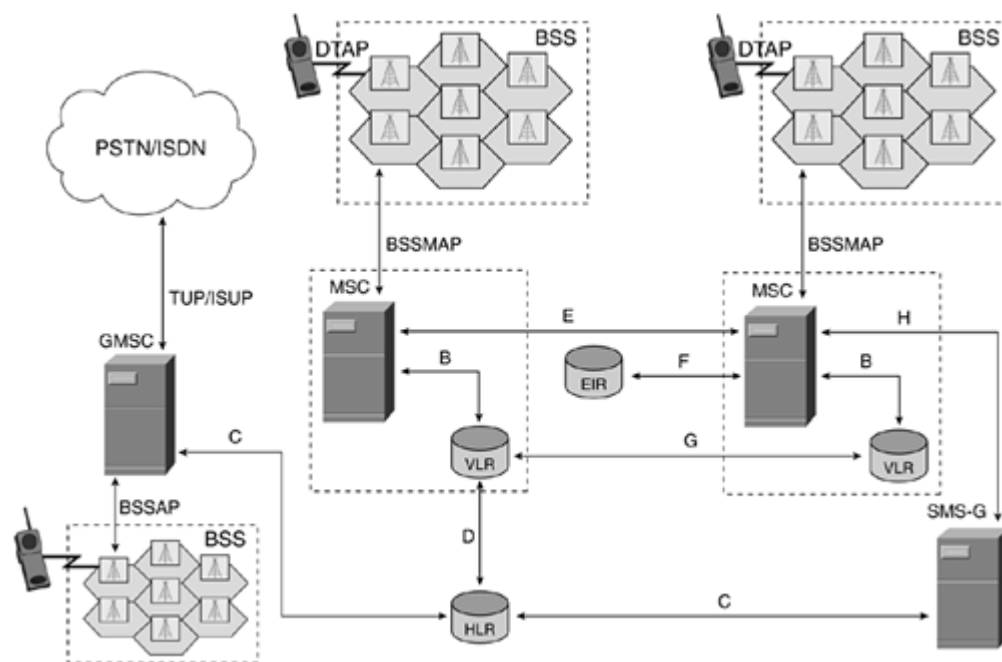 DTAP
BSS
DTAP
BSS
PSTN/ISDN
BSSMAP
BSSMAP
TUP/ISUP
MSC
MSC
GMSC
E
H
B
EIR
F
B
C
VLR
G
VLR
BSSAP
SMS-G
BSS
D
HLR
C